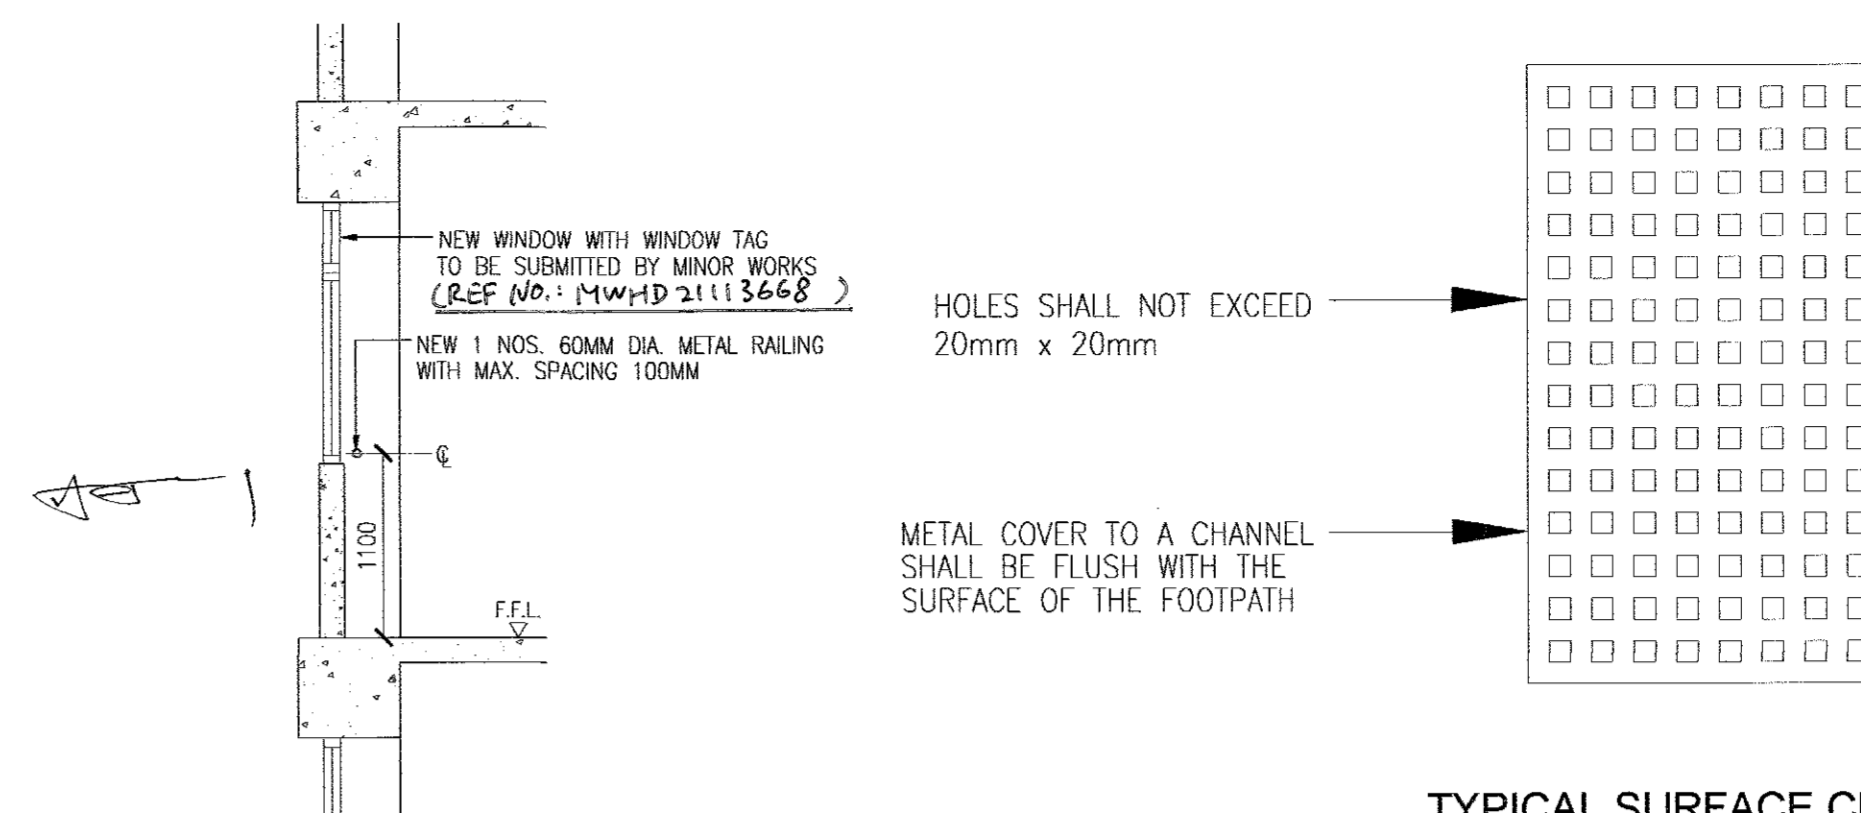 NEW WINDOW WITH WINDOW TAG
TO BE SUBMITTED BY MINOR WORKS
(REF NO.: MWHD21113668 )
NEW 1 NOS. 60MM DIA. METAL RAILING
WITH MAX. SPACING 100MM
℄
1100
F.F.L.
HOLES SHALL NOT EXCEED
20mm x 20mm
METAL COVER TO A CHANNEL
SHALL BE FLUSH WITH THE
SURFACE OF THE FOOTPATH
TYPICAL SURFACE